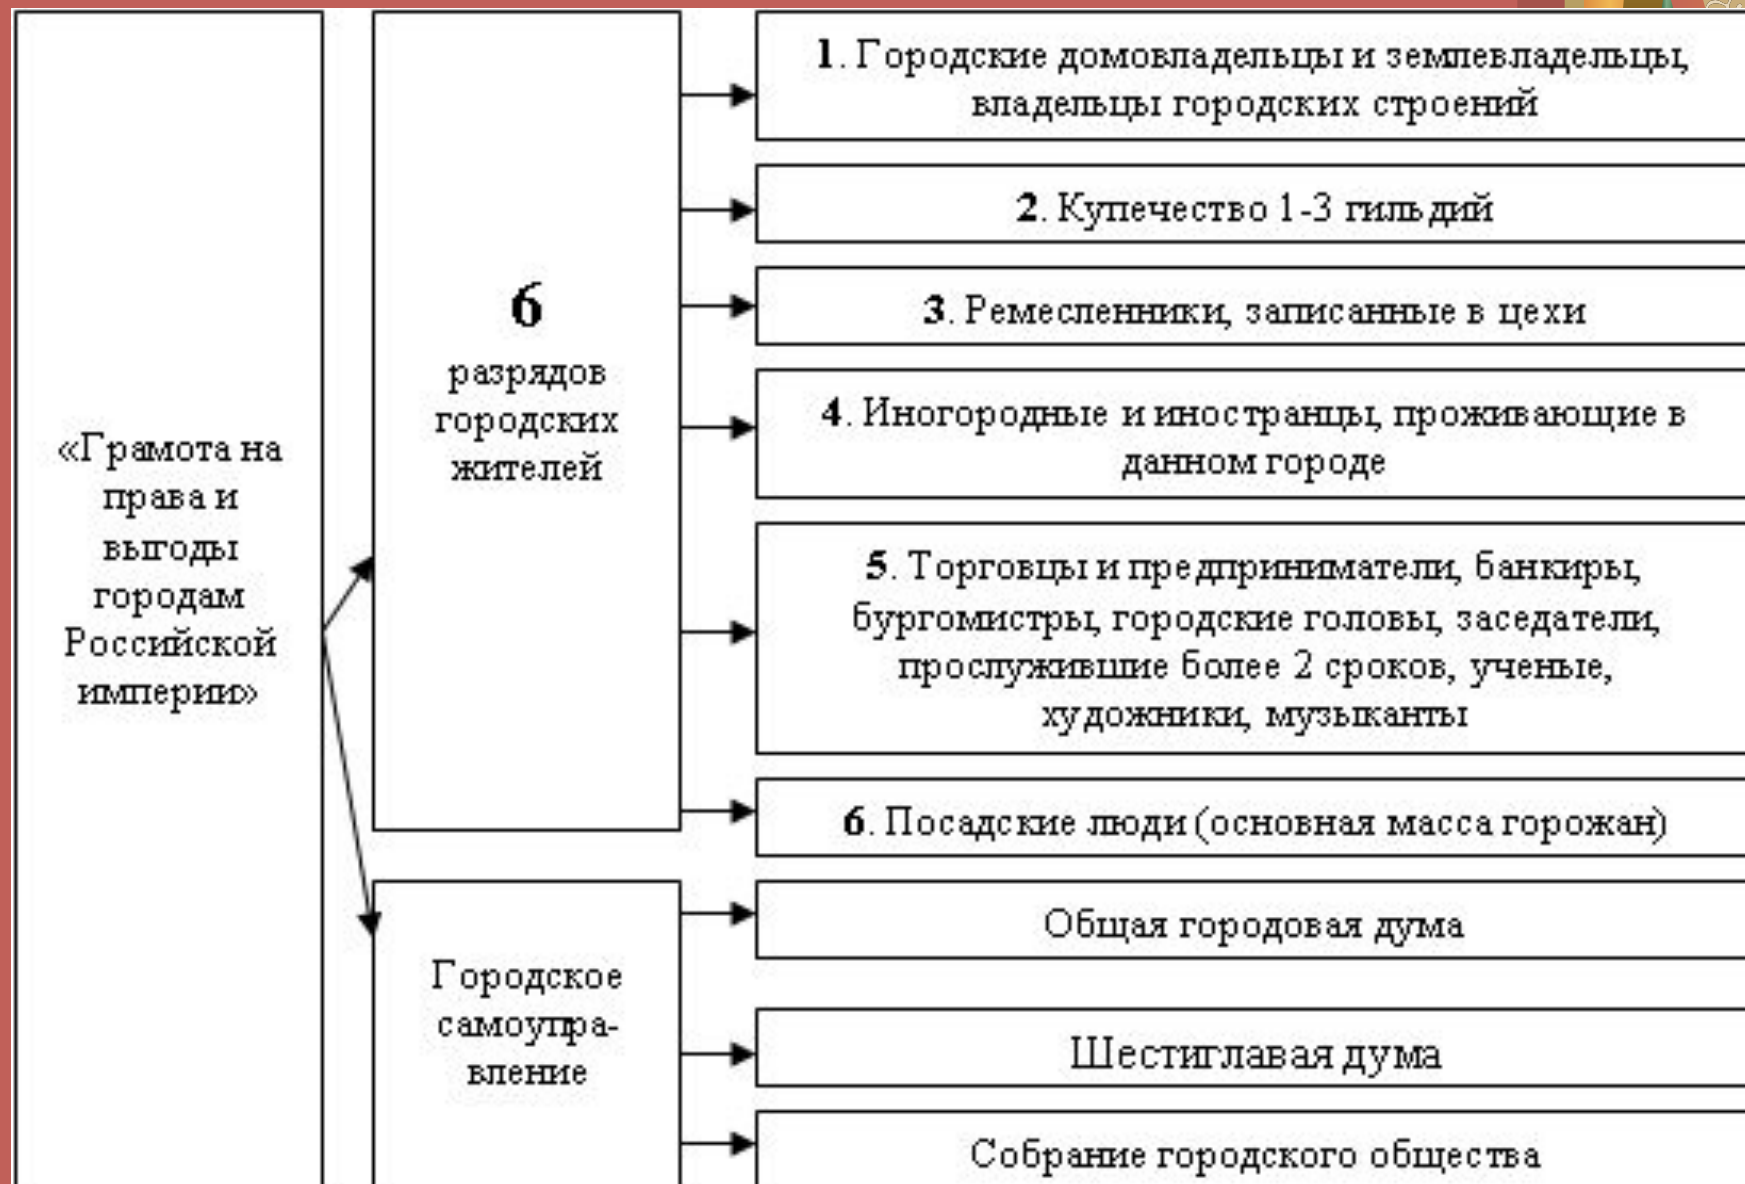 «Грамота на
права и
выгоды
городам
Российской
империи»
6
разрядов
городских
жителей
1. Городские домовладельцы и землевладельцы,
владельцы городских строений
2. Купечество 1-3 гильдий
3. Ремесленники, записанные в цехи
4. Иногородные и иностранцы, проживающие в
данном городе
5. Торговцы и предприниматели, банкиры,
бургомистры, городские головы, заседатели,
прослужившие более 2 сроков, ученые,
художники, музыканты
6. Посадские люди (основная масса горожан)
Городское
самоупра-
вление
Общая городовая дума
Шестиглавая дума
Собрание городского общества